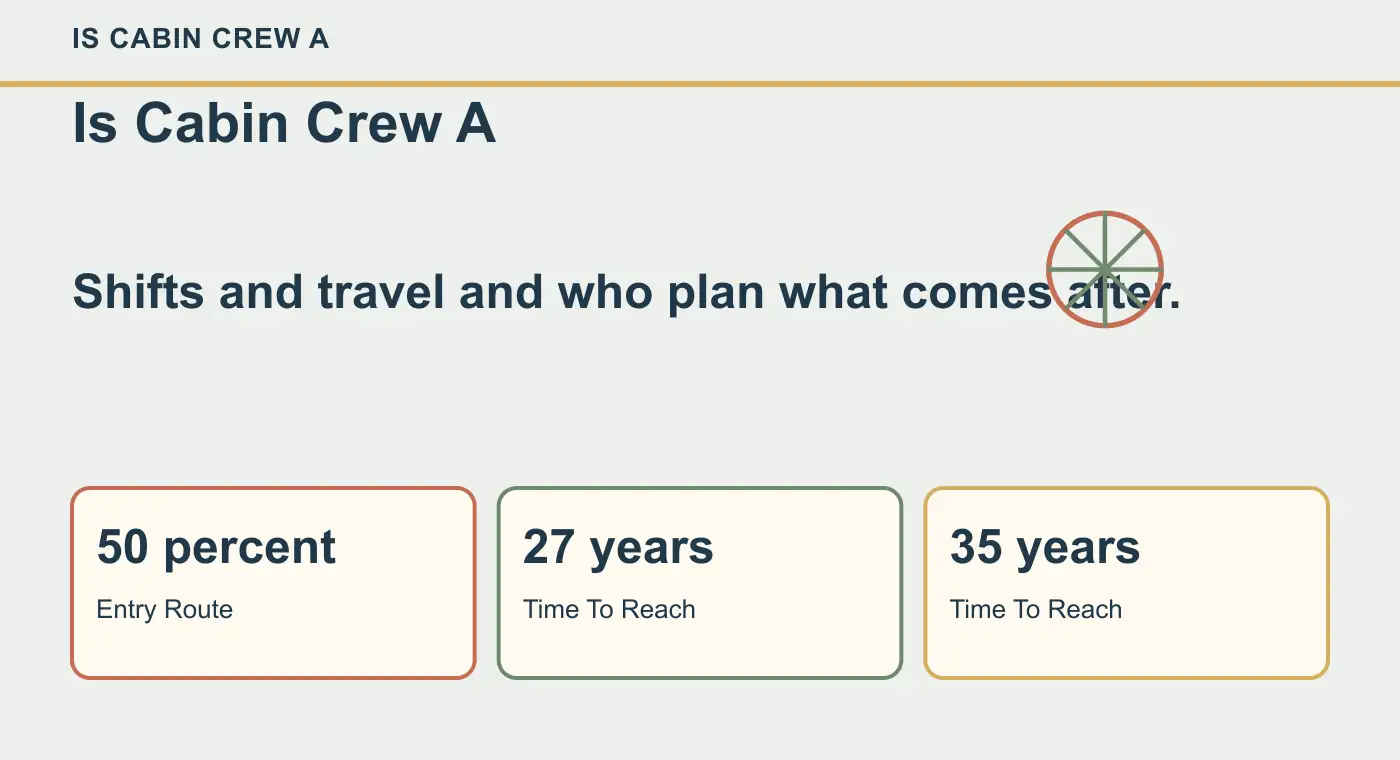 IS CABIN CREW A
Is Cabin Crew A
Shifts and travel and who plan what comes after.
50 percent
Entry Route
27 years
Time To Reach
35 years
Time To Reach